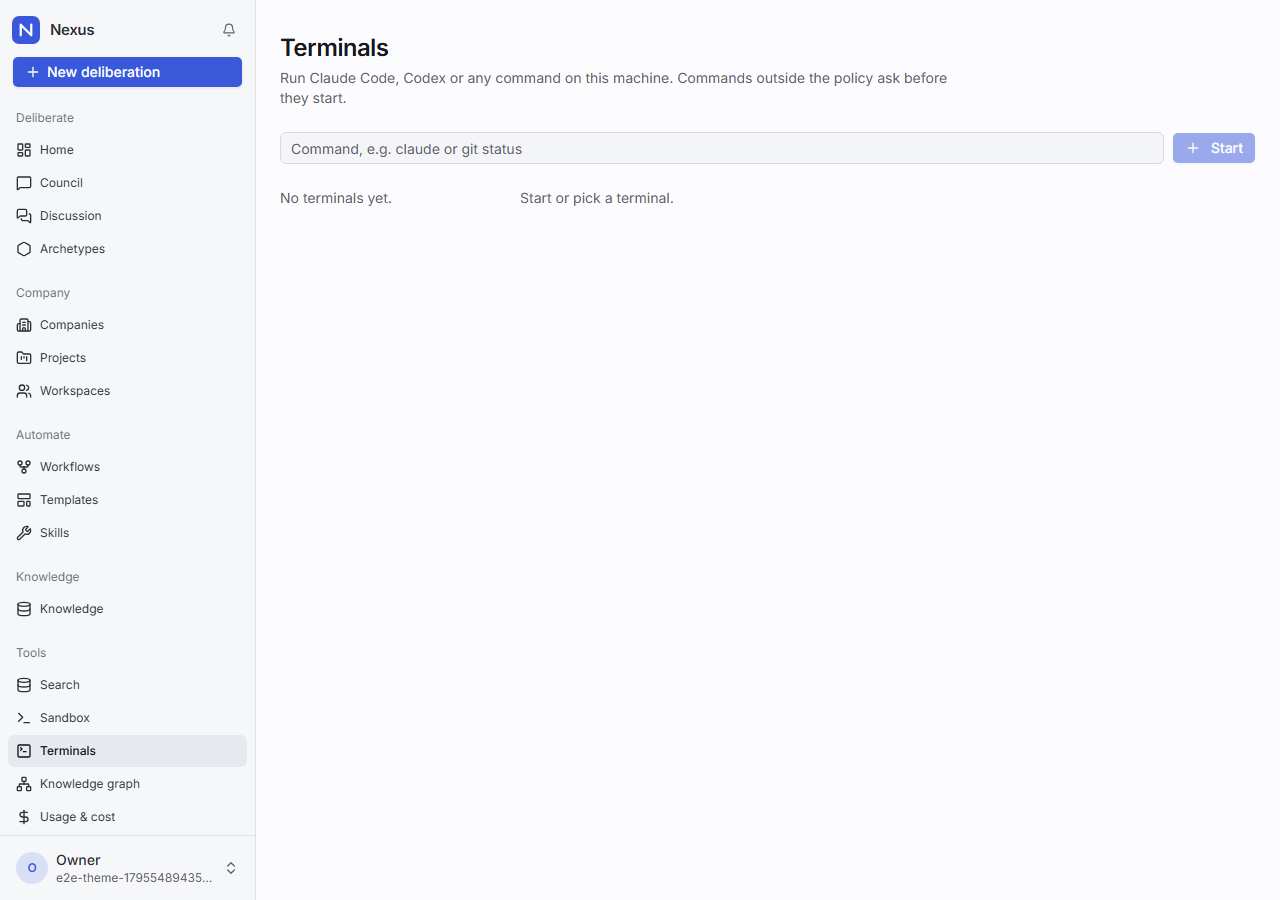 Nexus
New deliberation
Deliberate
Home
Council
Discussion
Archetypes
Company
Companies
Projects
Workspaces
Automate
Workflows
Templates
Skills
Knowledge
Knowledge
Tools
Search
Sandbox
Terminals
Knowledge graph
Usage & cost
O
Owner
e2e-theme-17955489435...
Terminals
Run Claude Code, Codex or any command on this machine. Commands outside the policy ask before
they start.
Command, e.g. claude or git status
Start
No terminals yet.
Start or pick a terminal.